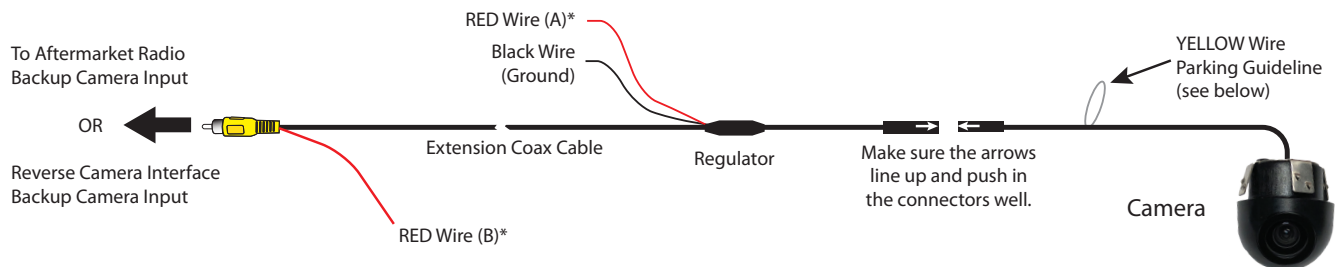 To Aftermarket Radio
Backup Camera Input
OR
Reverse Camera Interface
Backup Camera Input
RED Wire (A)*
Black Wire
(Ground)
Extension Coax Cable
RED Wire (B)*
Regulator
Make sure the arrows
line up and push in
the connectors well.
YELLOW Wire
Parking Guideline
(see below)
Camera